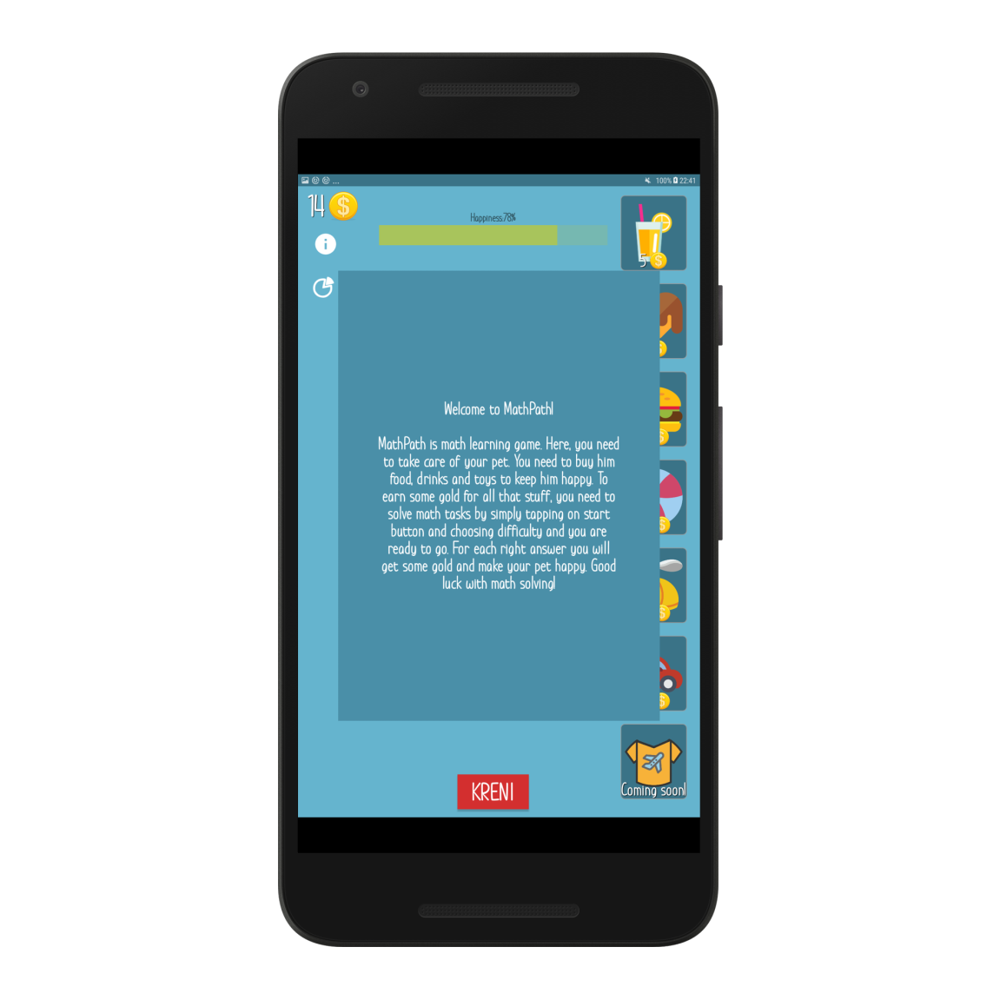 100% 22:41
14
Happiness:78%
5
Welcome to MathPath!
MathPath is math learning game. Here, you need
to take care of your pet. You need to buy him
food, drinks and toys to keep him happy. To
earn some gold for all that stuff, you need to
solve math tasks by simply tapping on start
button and choosing difficulty and you are
ready to go. For each right answer you will
get some gold and make your pet happy. Good
luck with math solving!
KRENI
Coming soon!